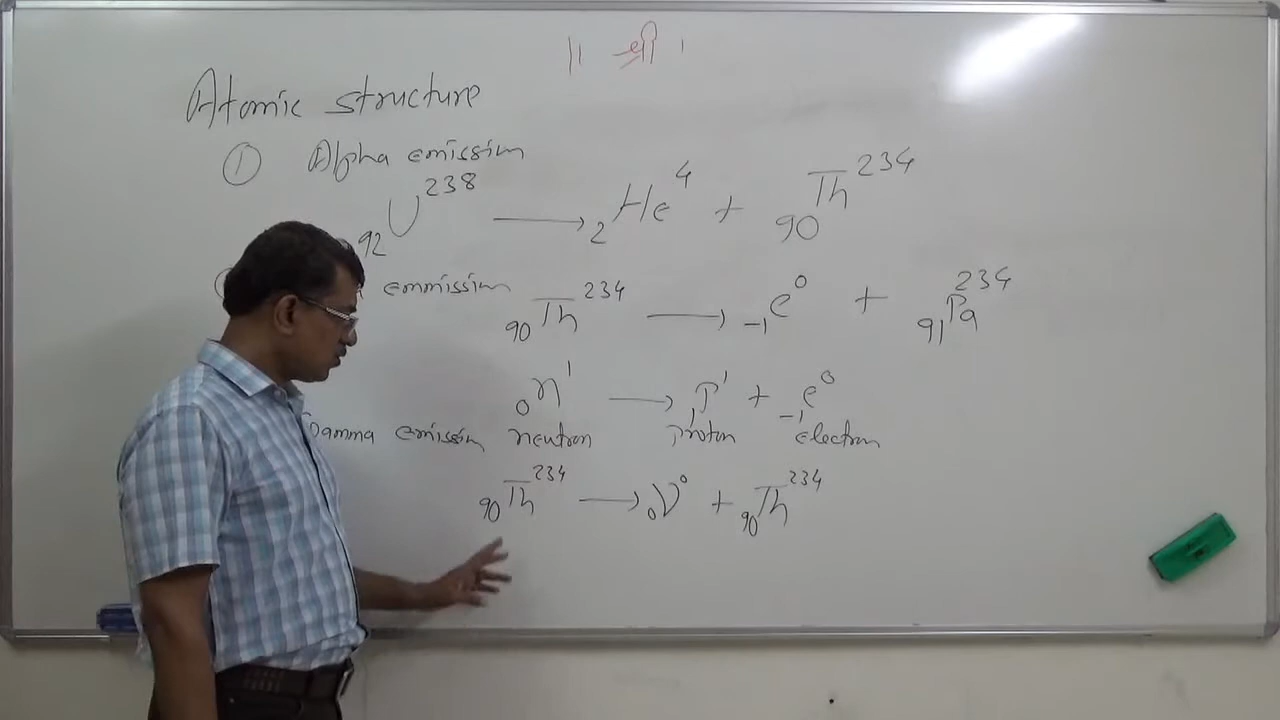 ॥ श्री ।
Atomic structure
① Alpha emission
₉₂U²³⁸ → ₂He⁴ + ₉₀Th²³⁴
emmission ₉₀Th²³⁴ → ₋₁e⁰ + ₉₁Pa²³⁴
₀n¹ → ₁P¹ + ₋₁e⁰
Gamma emission neutron proton electron
₉₀Th²³⁴ → ₀γ⁰ + ₉₀Th²³⁴